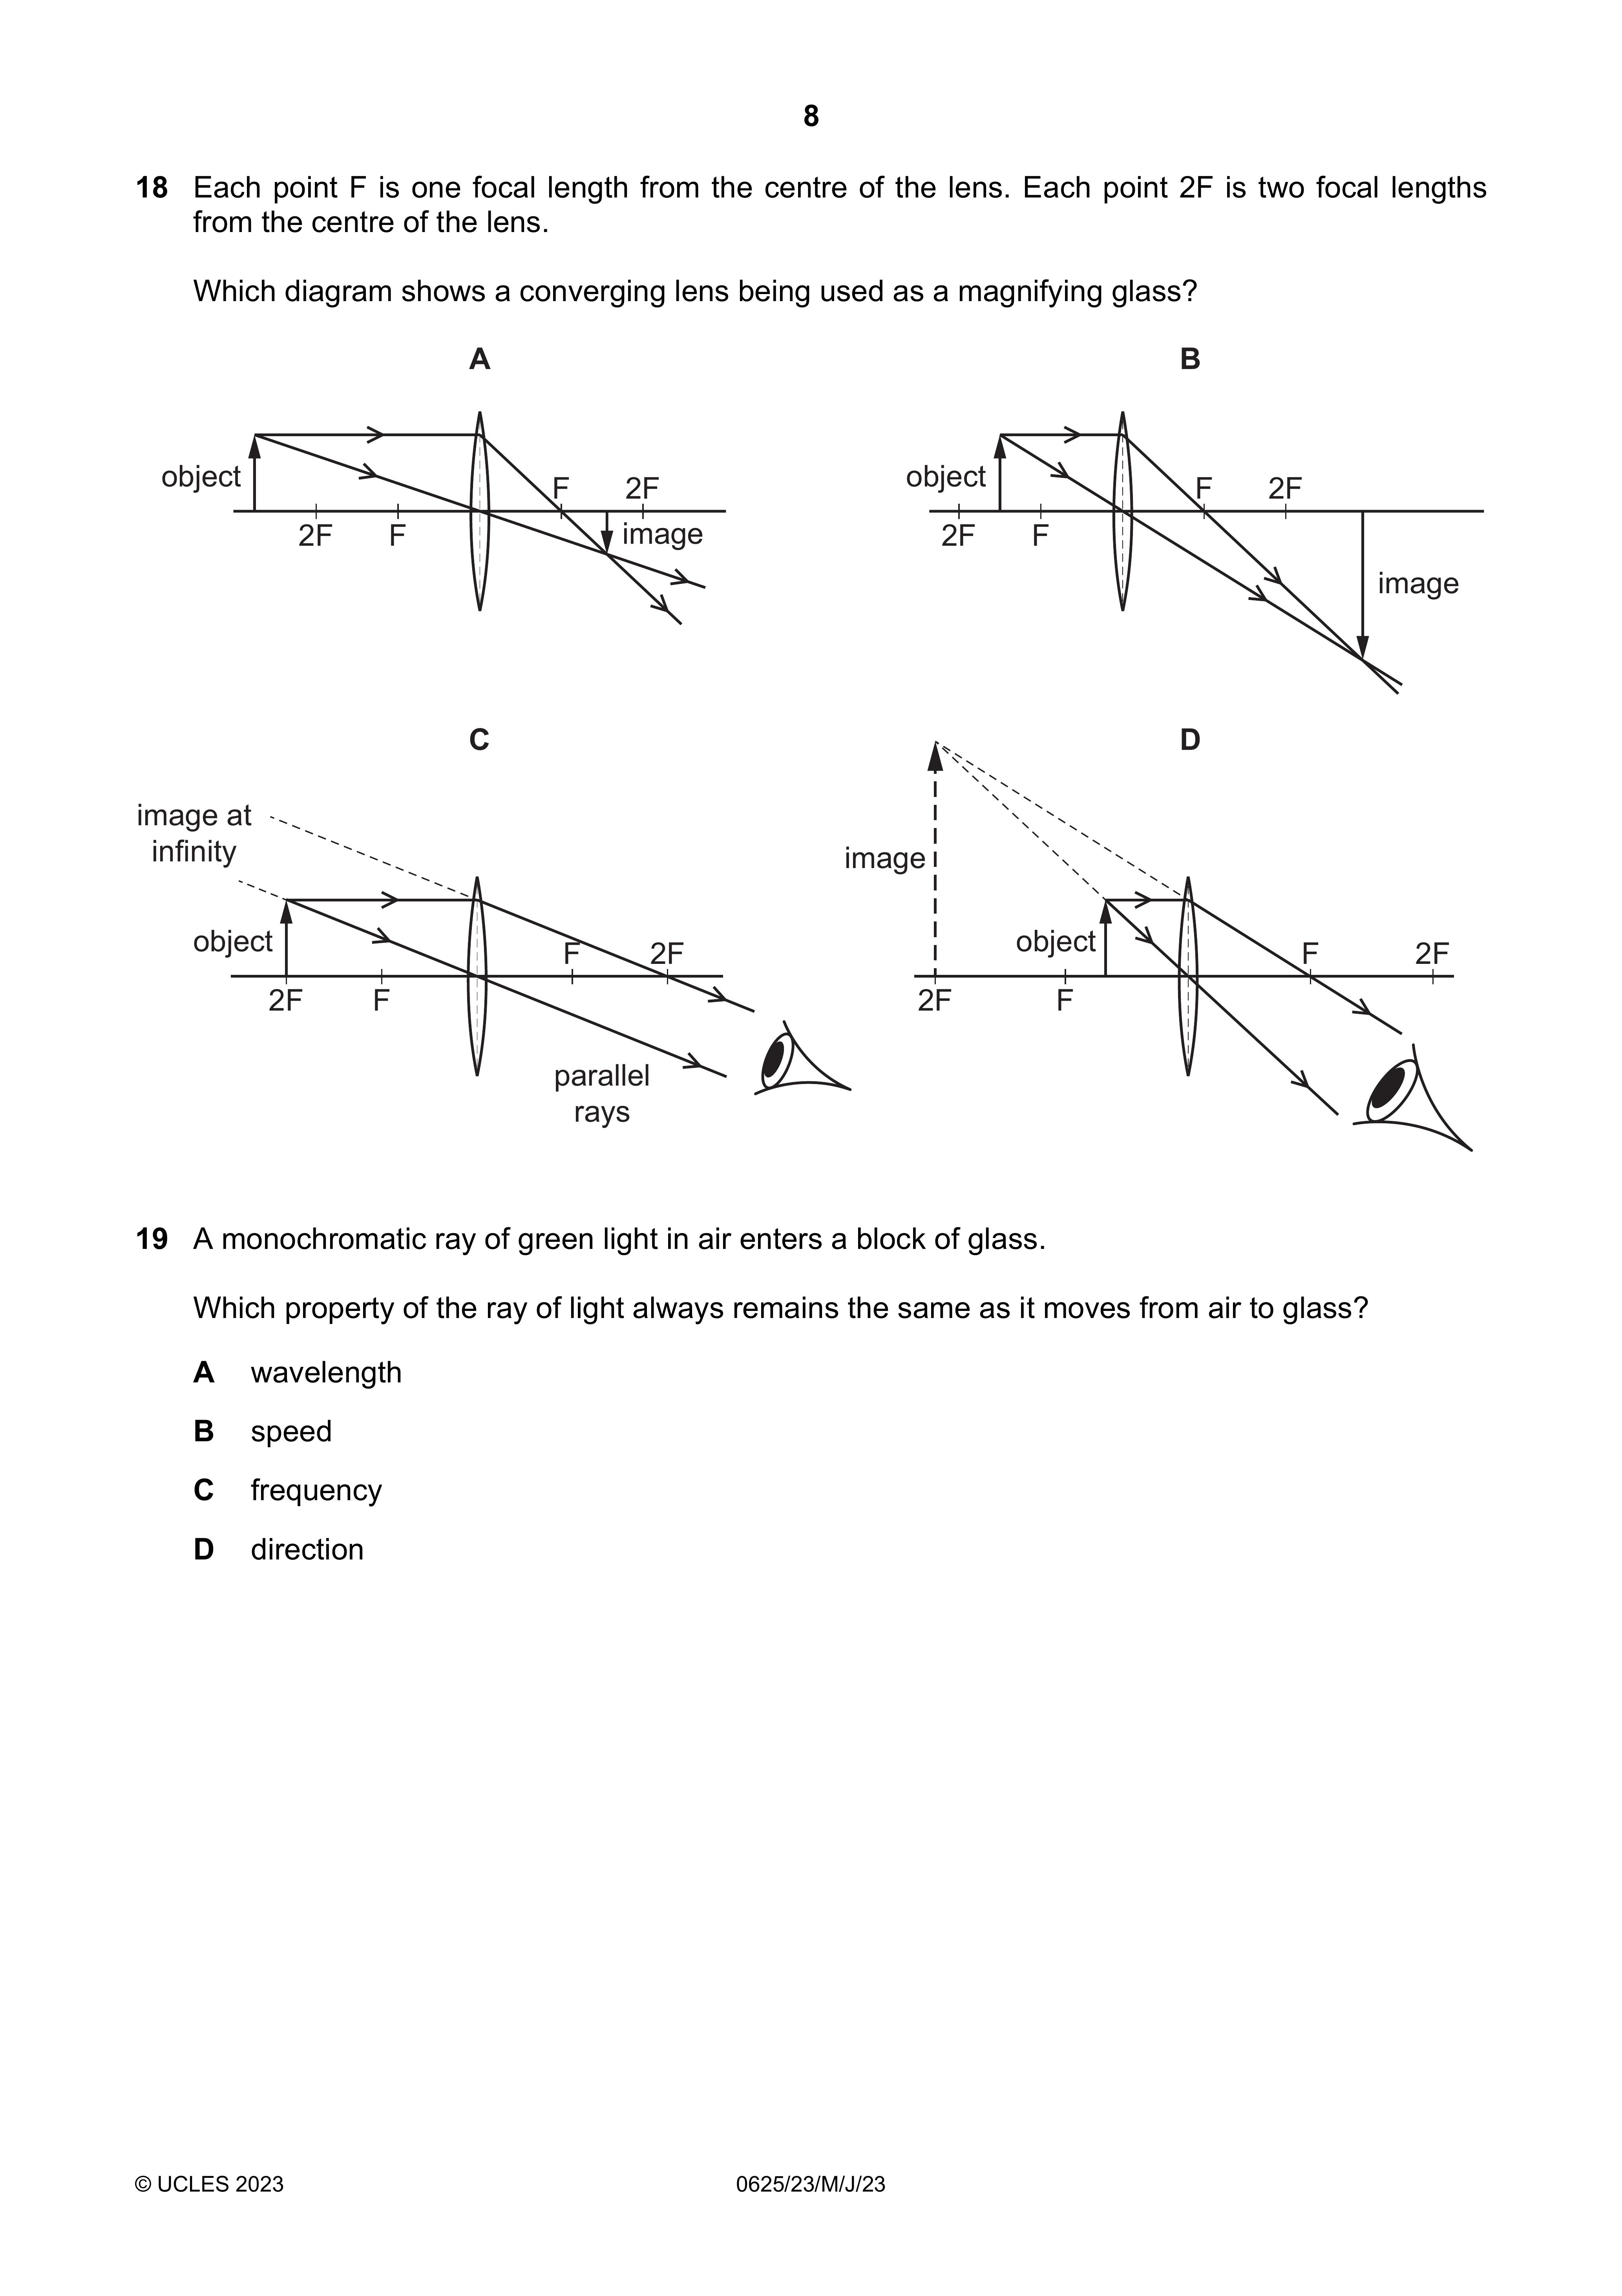 8
18 Each point F is one focal length from the centre of the lens. Each point 2F is two focal lengths
from the centre of the lens.
Which diagram shows a converging lens being used as a magnifying glass?
A
object
2F
F
F
2F
image
B
object
2F
F
F
2F
image
C
image at
infinity
object
2F
F
F
2F
parallel
rays
D
image
object
2F
F
F
2F
19 A monochromatic ray of green light in air enters a block of glass.
Which property of the ray of light always remains the same as it moves from air to glass?
A wavelength
B speed
C frequency
D direction
© UCLES 2023
0625/23/M/J/23